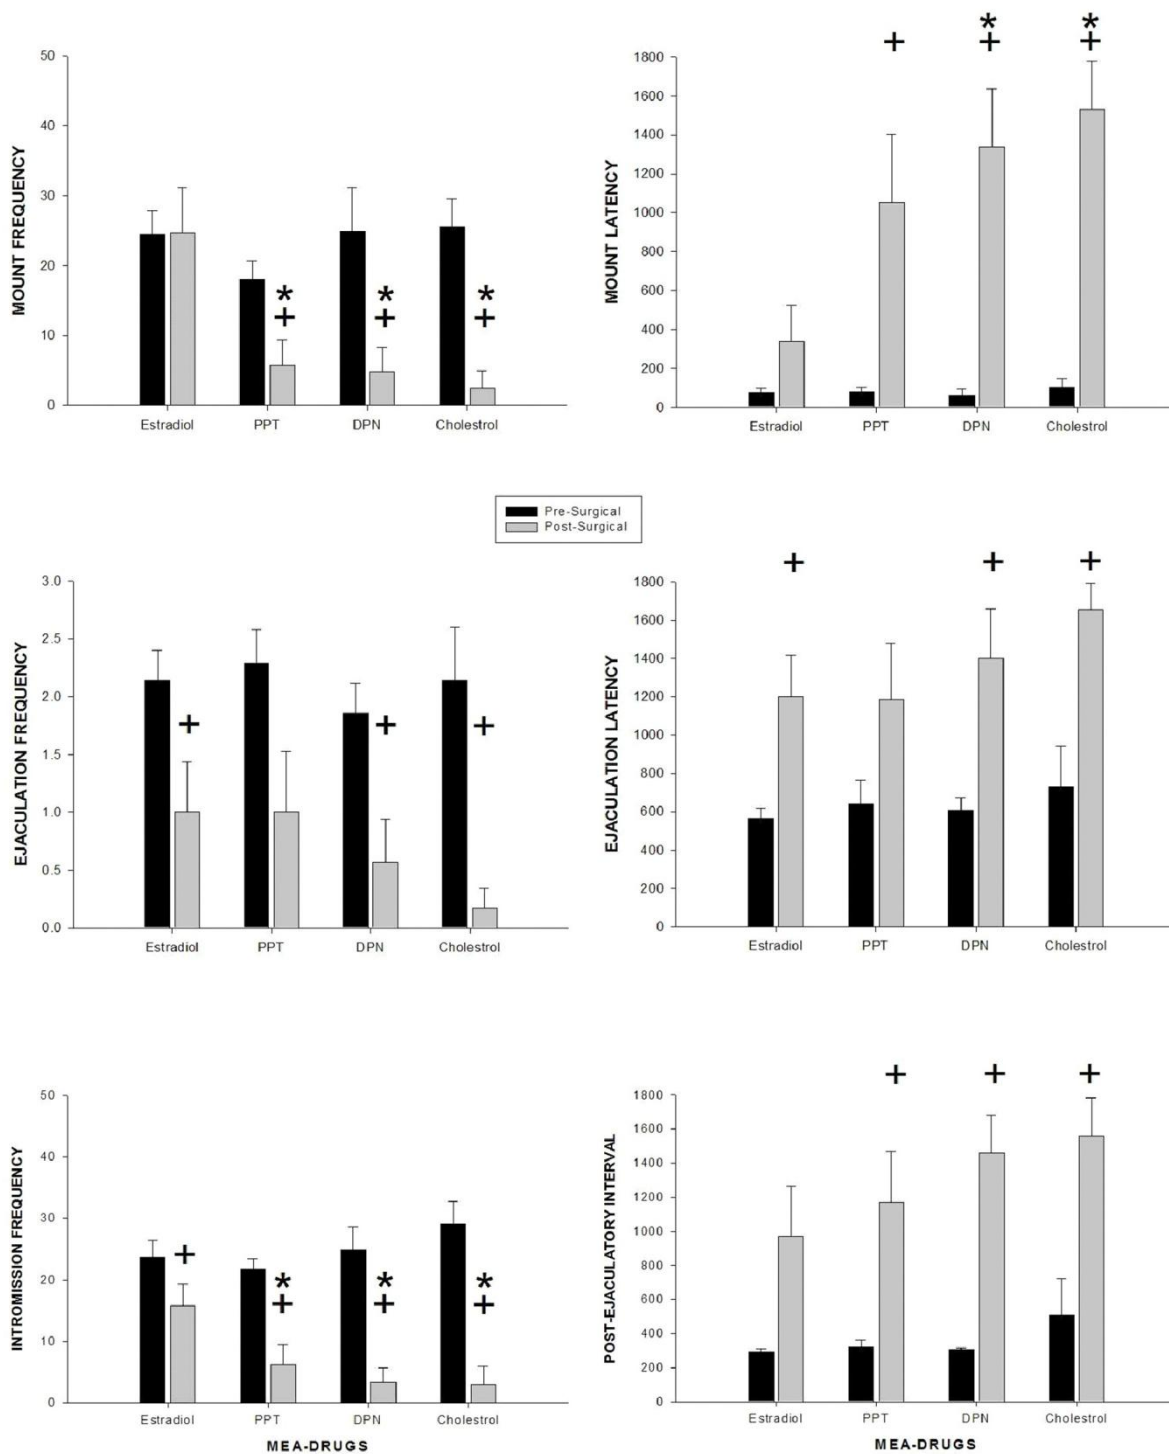 MOUNT FREQUENCY
50
40
30
20
10
0
* * *
+ + +
Estradiol PPT DPN Cholestrol
MOUNT LATENCY
* *
+ + +
1800
1600
1400
1200
1000
800
600
400
200
0
Estradiol PPT DPN Cholestrol
Pre-Surgical
Post-Surgical
EJACULATION FREQUENCY
3.0
2.5
2.0
1.5
1.0
0.5
0.0
+ + +
Estradiol PPT DPN Cholestrol
EJACULATION LATENCY
+ + +
1800
1600
1400
1200
1000
800
600
400
200
0
Estradiol PPT DPN Cholestrol
INTROMISSION FREQUENCY
50
40
30
20
10
0
+ * * *
+ + +
Estradiol PPT DPN Cholestrol
MEA-DRUGS
POST-EJACULATORY INTERVAL
+ + +
1800
1600
1400
1200
1000
800
600
400
200
0
Estradiol PPT DPN Cholestrol
MEA-DRUGS